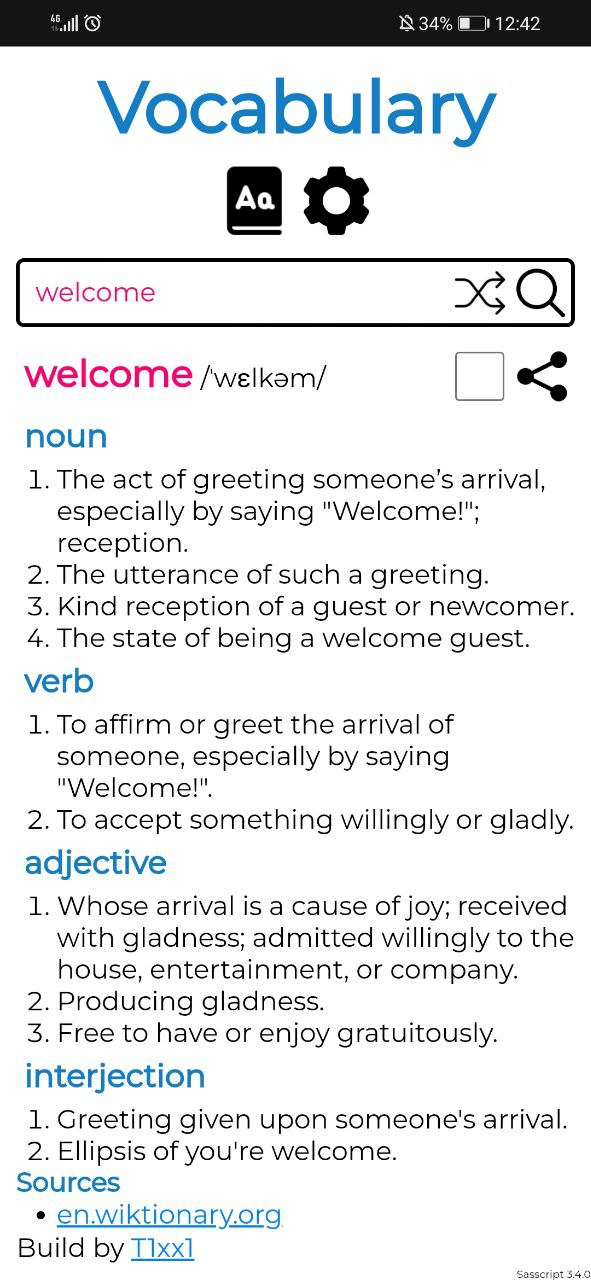 4G 34% 12:42
Vocabulary
Aa
welcome
welcome /ˈwɛlkəm/
noun
1. The act of greeting someone’s arrival,
especially by saying "Welcome!";
reception.
2. The utterance of such a greeting.
3. Kind reception of a guest or newcomer.
4. The state of being a welcome guest.
verb
1. To affirm or greet the arrival of
someone, especially by saying
"Welcome!".
2. To accept something willingly or gladly.
adjective
1. Whose arrival is a cause of joy; received
with gladness; admitted willingly to the
house, entertainment, or company.
2. Producing gladness.
3. Free to have or enjoy gratuitously.
interjection
1. Greeting given upon someone's arrival.
2. Ellipsis of you're welcome.
Sources
• en.wiktionary.org
Build by T1xx1
Sasscript 3.4.0